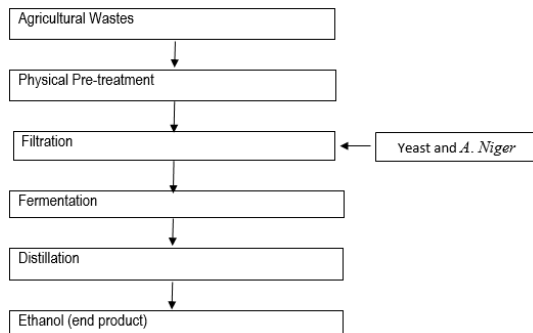 Agricultural Wastes
Physical Pre-treatment
Filtration
Yeast and A. Niger
Fermentation
Distillation
Ethanol (end product)